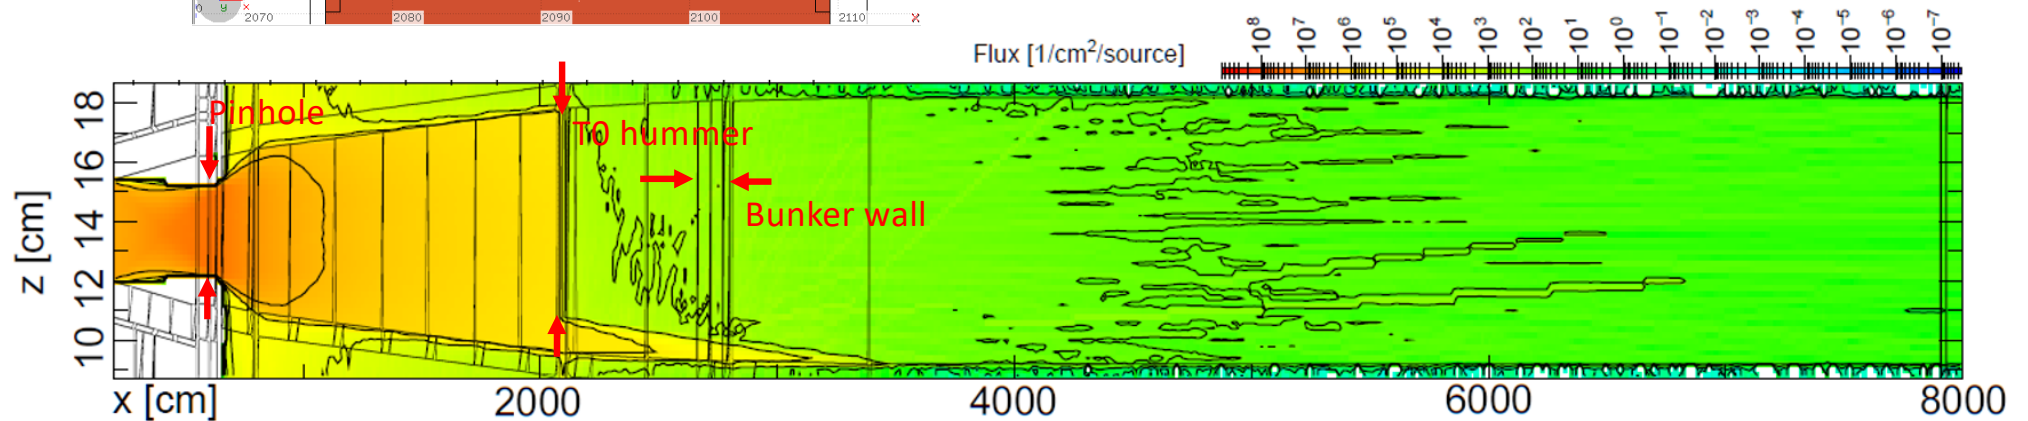 0 y x 2070 2080 2090 2100 2110 x
Flux [1/cm²/source] 10⁸ 10⁷ 10⁶ 10⁵ 10⁴ 10³ 10² 10¹ 10⁰ 10⁻¹ 10⁻² 10⁻³ 10⁻⁴ 10⁻⁵ 10⁻⁶ 10⁻⁷
18
Pinhole
T0 hummer
16
Bunker wall
14
z [cm]
12
10
x [cm] 2000 4000 6000 8000